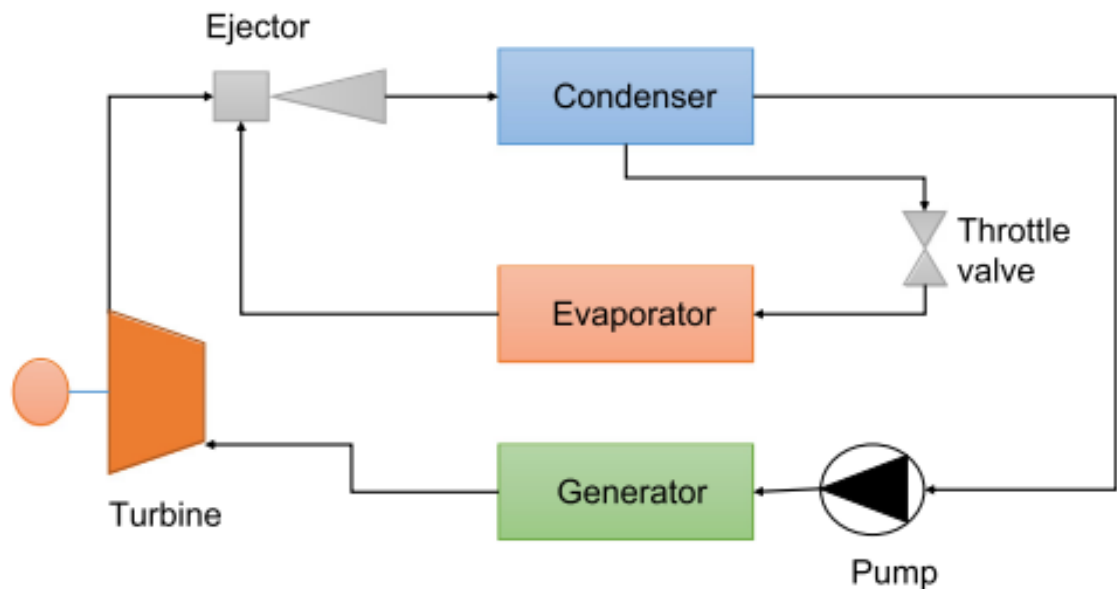 Ejector
Condenser
Throttle
valve
Evaporator
Generator
Turbine
Pump